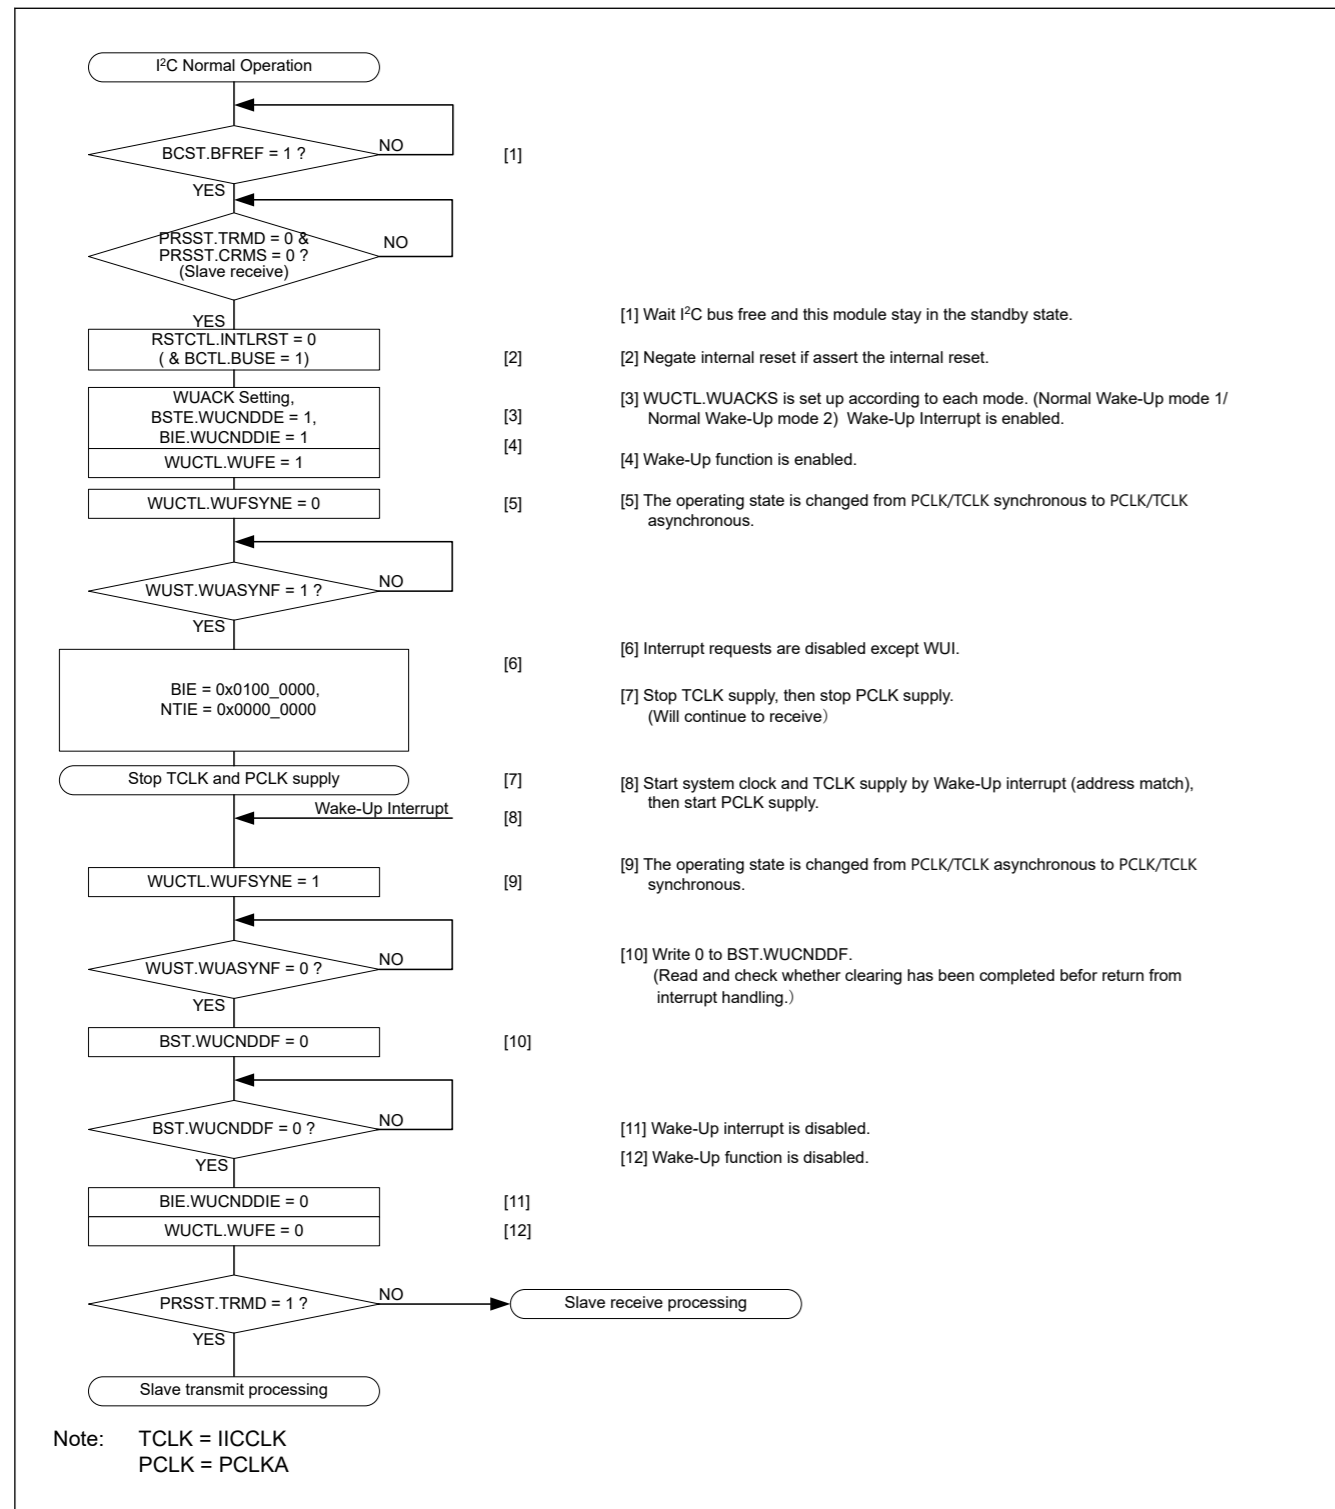 I²C Normal Operation
BCST.BFREF = 1 ?
NO
[1]
YES
PRSST.TRMD = 0 &
PRSST.CRMS = 0 ?
(Slave receive)
NO
YES
RSTCTL.INTLRST = 0
( & BCTL.BUSE = 1)
[2]
WUACK Setting,
BSTE.WUCNDDE = 1,
BIE.WUCNDDIE = 1
[3]
[4]
WUCTL.WUFE = 1
WUCTL.WUFSYNE = 0
[5]
WUST.WUASYNF = 1 ?
NO
YES
BIE = 0x0100_0000,
NTIE = 0x0000_0000
[6]
Stop TCLK and PCLK supply
[7]
Wake-Up Interrupt
[8]
WUCTL.WUFSYNE = 1
[9]
WUST.WUASYNF = 0 ?
NO
YES
BST.WUCNDDF = 0
[10]
BST.WUCNDDF = 0 ?
NO
YES
BIE.WUCNDDIE = 0
[11]
WUCTL.WUFE = 0
[12]
PRSST.TRMD = 1 ?
NO
Slave receive processing
YES
Slave transmit processing
[1] Wait I²C bus free and this module stay in the standby state.
[2] Negate internal reset if assert the internal reset.
[3] WUCTL.WUACKS is set up according to each mode. (Normal Wake-Up mode 1/
Normal Wake-Up mode 2)  Wake-Up Interrupt is enabled.
[4] Wake-Up function is enabled.
[5] The operating state is changed from PCLK/TCLK synchronous to PCLK/TCLK
asynchronous.
[6] Interrupt requests are disabled except WUI.
[7] Stop TCLK supply, then stop PCLK supply.
(Will continue to receive）
[8] Start system clock and TCLK supply by Wake-Up interrupt (address match),
then start PCLK supply.
[9] The operating state is changed from PCLK/TCLK asynchronous to PCLK/TCLK
synchronous.
[10] Write 0 to BST.WUCNDDF.
(Read and check whether clearing has been completed befor return from
interrupt handling.）
[11] Wake-Up interrupt is disabled.
[12] Wake-Up function is disabled.
Note: TCLK = IICCLK
PCLK = PCLKA